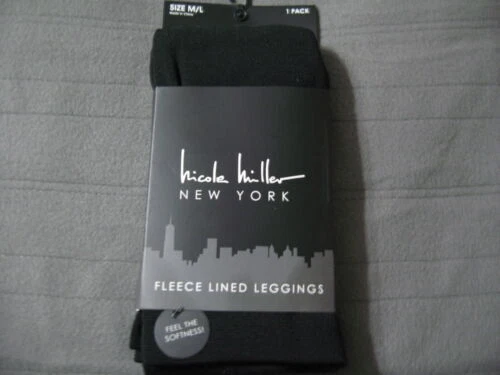 SIZE M/L
1 PACK
Made in China
nicole miller
NEW YORK
FLEECE LINED LEGGINGS
FEEL THE
SOFTNESS!